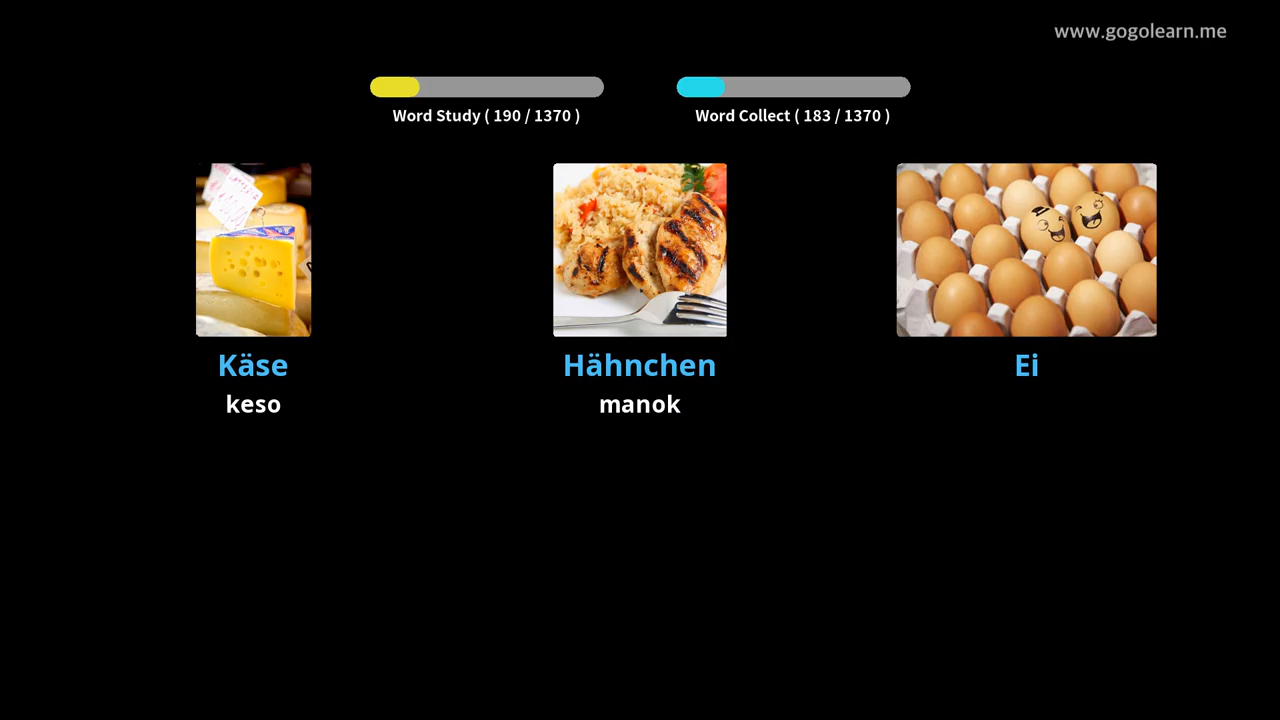 www.gogolearn.me
Word Study ( 190 / 1370 )
Word Collect ( 183 / 1370 )
Käse
Hähnchen
Ei
keso
manok